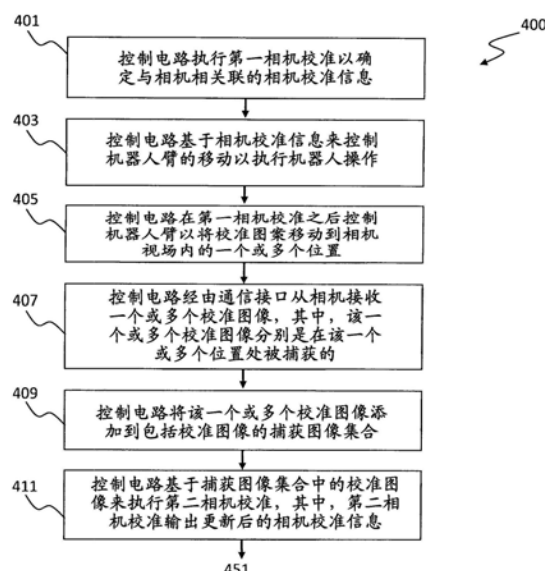 401
400
控制电路执行第一相机校准以确
定与相机相关联的相机校准信息
403
控制电路基于相机校准信息来控制
机器人臂的移动以执行机器人操作
405
控制电路在第一相机校准之后控制
机器人臂以将校准图案移动到相机
视场内的一个或多个位置
407
控制电路经由通信接口从相机接收
一个或多个校准图像，其中，该一
个或多个校准图像分别是在该一个
或多个位置处被捕获的
409
控制电路将该一个或多个校准图像添
加到包括校准图像的捕获图像集合
411
控制电路基于捕获图像集合中的校准图
像来执行第二相机校准，其中，第二相
机校准输出更新后的相机校准信息
451